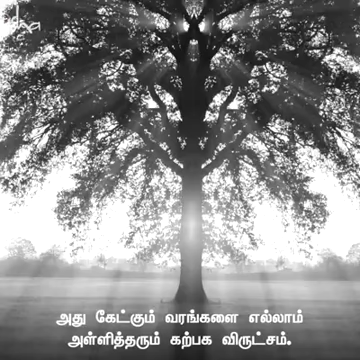 அது கேட்கும் வரங்களை எல்லாம்
அள்ளித்தரும் கற்பக விருட்சம்.